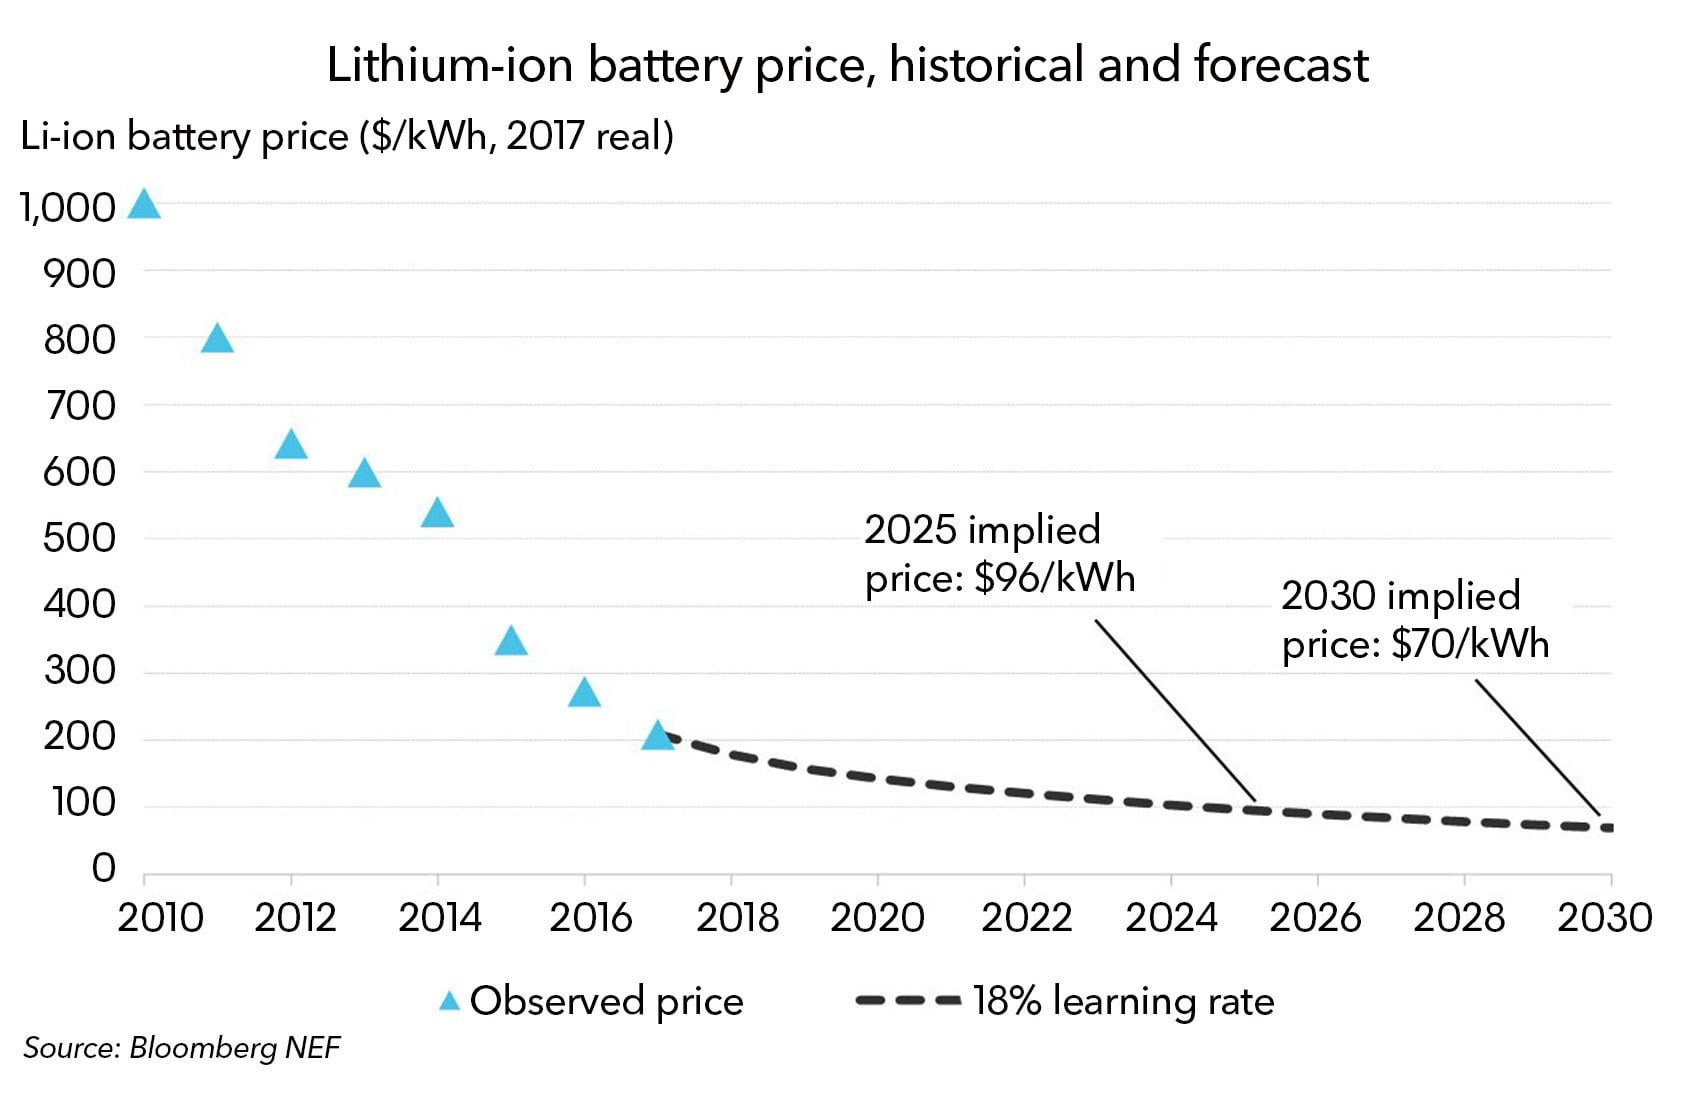 Lithium-ion battery price, historical and forecast
Li-ion battery price ($/kWh, 2017 real)
1,000
900
800
700
600
500
400
300
200
100
0
2025 implied
price: $96/kWh
2030 implied
price: $70/kWh
2010 2012 2014 2016 2018 2020 2022 2024 2026 2028 2030
Observed price 18% learning rate
Source: Bloomberg NEF